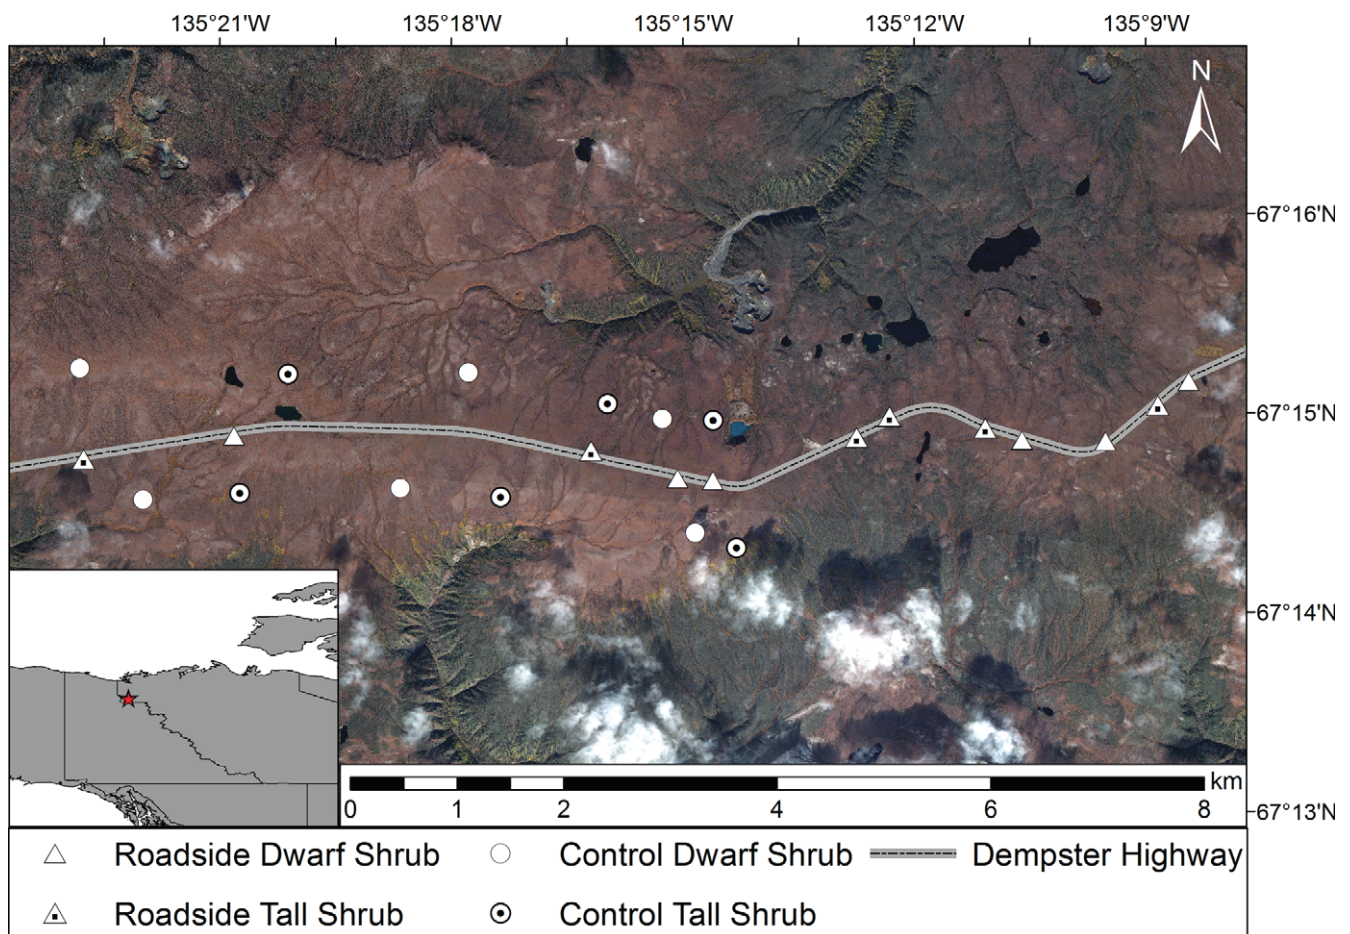 135°21'W 135°18'W 135°15'W 135°12'W 135°9'W
N
67°16'N
67°15'N
67°14'N
67°13'N
km
0 1 2 4 6 8
Roadside Dwarf Shrub Control Dwarf Shrub Dempster Highway
Roadside Tall Shrub Control Tall Shrub